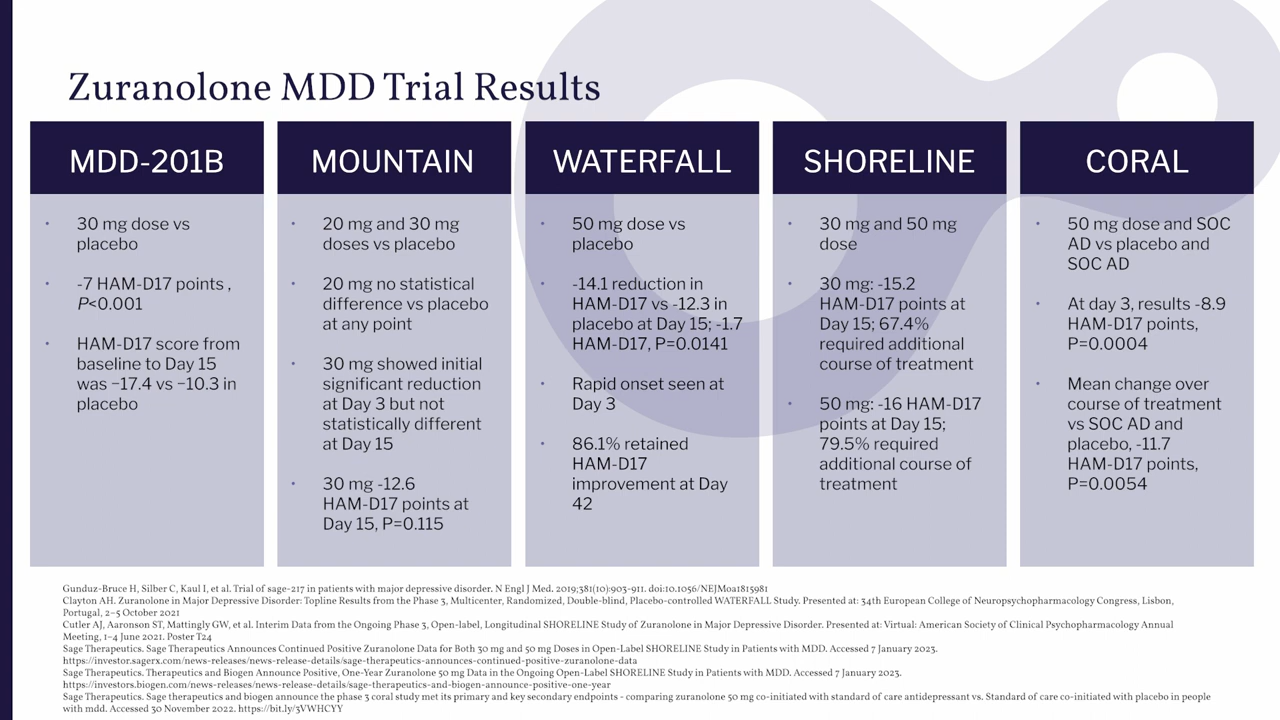 Zuranolone MDD Trial Results
MDD-201B
• 30 mg dose vs
placebo
• -7 HAM-D17 points ,
P<0.001
• HAM-D17 score from
baseline to Day 15
was −17.4 vs −10.3 in
placebo
MOUNTAIN
• 20 mg and 30 mg
doses vs placebo
• 20 mg no statistical
difference vs placebo
at any point
• 30 mg showed initial
significant reduction
at Day 3 but not
statistically different
at Day 15
• 30 mg -12.6
HAM-D17 points at
Day 15, P=0.115
WATERFALL
• 50 mg dose vs
placebo
• -14.1 reduction in
HAM-D17 vs -12.3 in
placebo at Day 15; -1.7
HAM-D17, P=0.0141
• Rapid onset seen at
Day 3
• 86.1% retained
HAM-D17
improvement at Day
42
SHORELINE
• 30 mg and 50 mg
dose
• 30 mg: -15.2
HAM-D17 points at
Day 15; 67.4%
required additional
course of treatment
• 50 mg: -16 HAM-D17
points at Day 15;
79.5% required
additional course of
treatment
CORAL
• 50 mg dose and SOC
AD vs placebo and
SOC AD
• At day 3, results -8.9
HAM-D17 points,
P=0.0004
• Mean change over
course of treatment
vs SOC AD and
placebo, -11.7
HAM-D17 points,
P=0.0054
Gunduz-Bruce H, Silber C, Kaul I, et al. Trial of sage-217 in patients with major depressive disorder. N Engl J Med. 2019;381(10):903-911. doi:10.1056/NEJMoa1815981
Clayton AH. Zuranolone in Major Depressive Disorder: Topline Results from the Phase 3, Multicenter, Randomized, Double-blind, Placebo-controlled WATERFALL Study. Presented at: 34th European College of Neuropsychopharmacology Congress, Lisbon,
Portugal, 2–5 October 2021
Cutler AJ, Aaronson ST, Mattingly GW, et al. Interim Data from the Ongoing Phase 3, Open-label, Longitudinal SHORELINE Study of Zuranolone in Major Depressive Disorder. Presented at: Virtual: American Society of Clinical Psychopharmacology Annual
Meeting, 1–4 June 2021. Poster T24
Sage Therapeutics. Sage Therapeutics Announces Continued Positive Zuranolone Data for Both 30 mg and 50 mg Doses in Open-Label SHORELINE Study in Patients with MDD. Accessed 7 January 2023.
https://investor.sagerx.com/news-releases/news-release-details/sage-therapeutics-announces-continued-positive-zuranolone-data
Sage Therapeutics. Therapeutics and Biogen Announce Positive, One-Year Zuranolone 50 mg Data in the Ongoing Open-Label SHORELINE Study in Patients with MDD. Accessed 7 January 2023.
https://investors.biogen.com/news-releases/news-release-details/sage-therapeutics-and-biogen-announce-positive-one-year
Sage Therapeutics. Sage therapeutics and biogen announce the phase 3 coral study met its primary and key secondary endpoints - comparing zuranolone 50 mg co-initiated with standard of care antidepressant vs. Standard of care co-initiated with placebo in people
with mdd. Accessed 30 November 2022. https://bit.ly/3VWHCYY